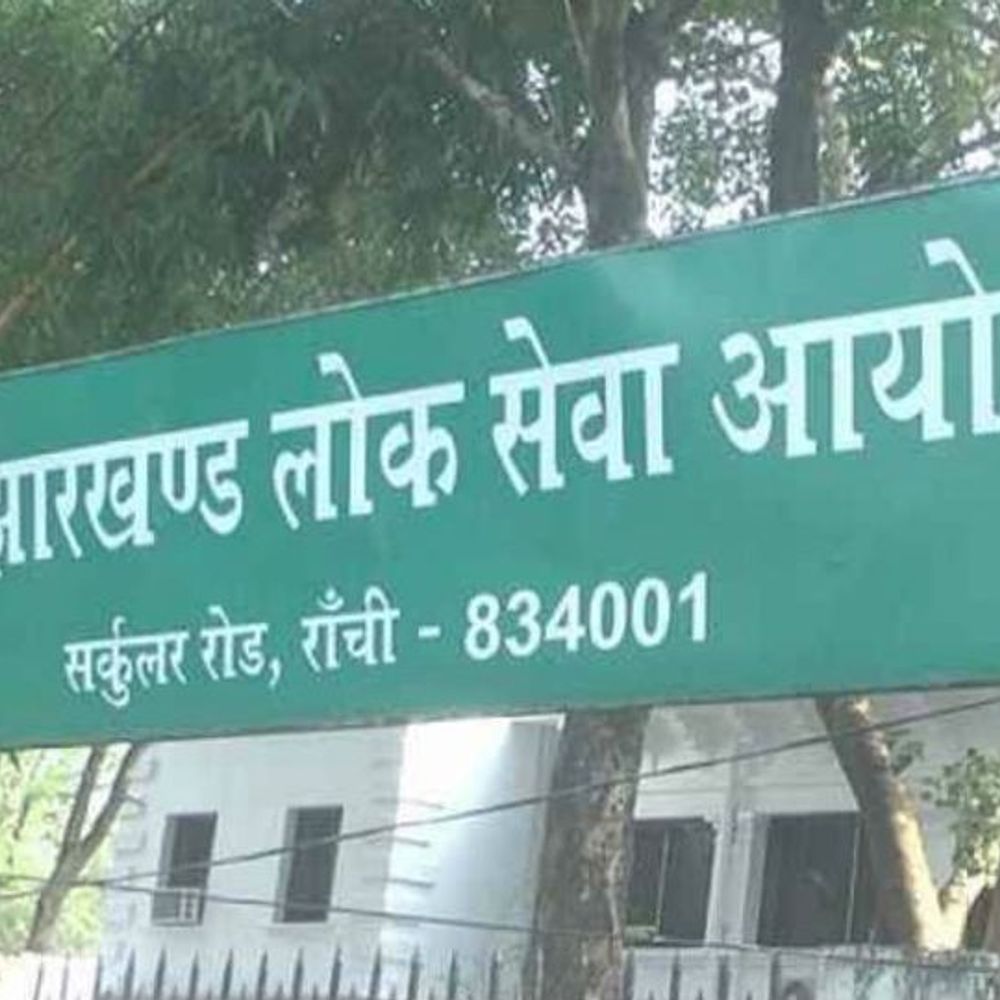 झारखण्ड लोक सेवा आयो
सर्कुलर रोड, राँची - 834001